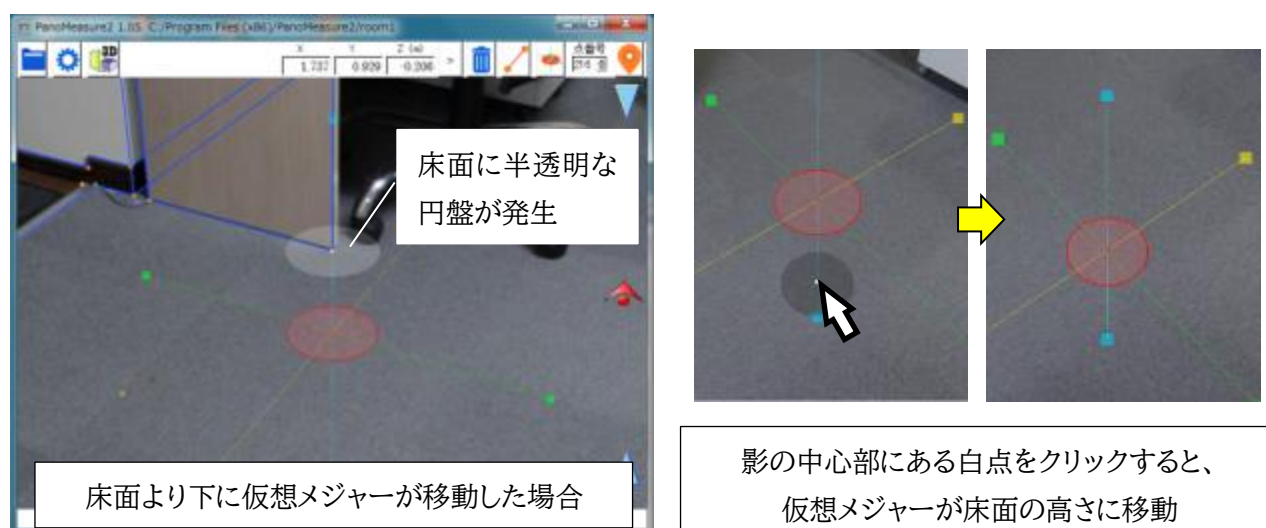 PanoMeasure2 1.05 C:/Program Files (x86)/PanoMeasure2/room1
3D
X Y Z (m)
1.737 0.929 -0.206
>
点番号
床面に半透明な
円盤が発生
床面より下に仮想メジャーが移動した場合
影の中心部にある白点をクリックすると、
仮想メジャーが床面の高さに移動